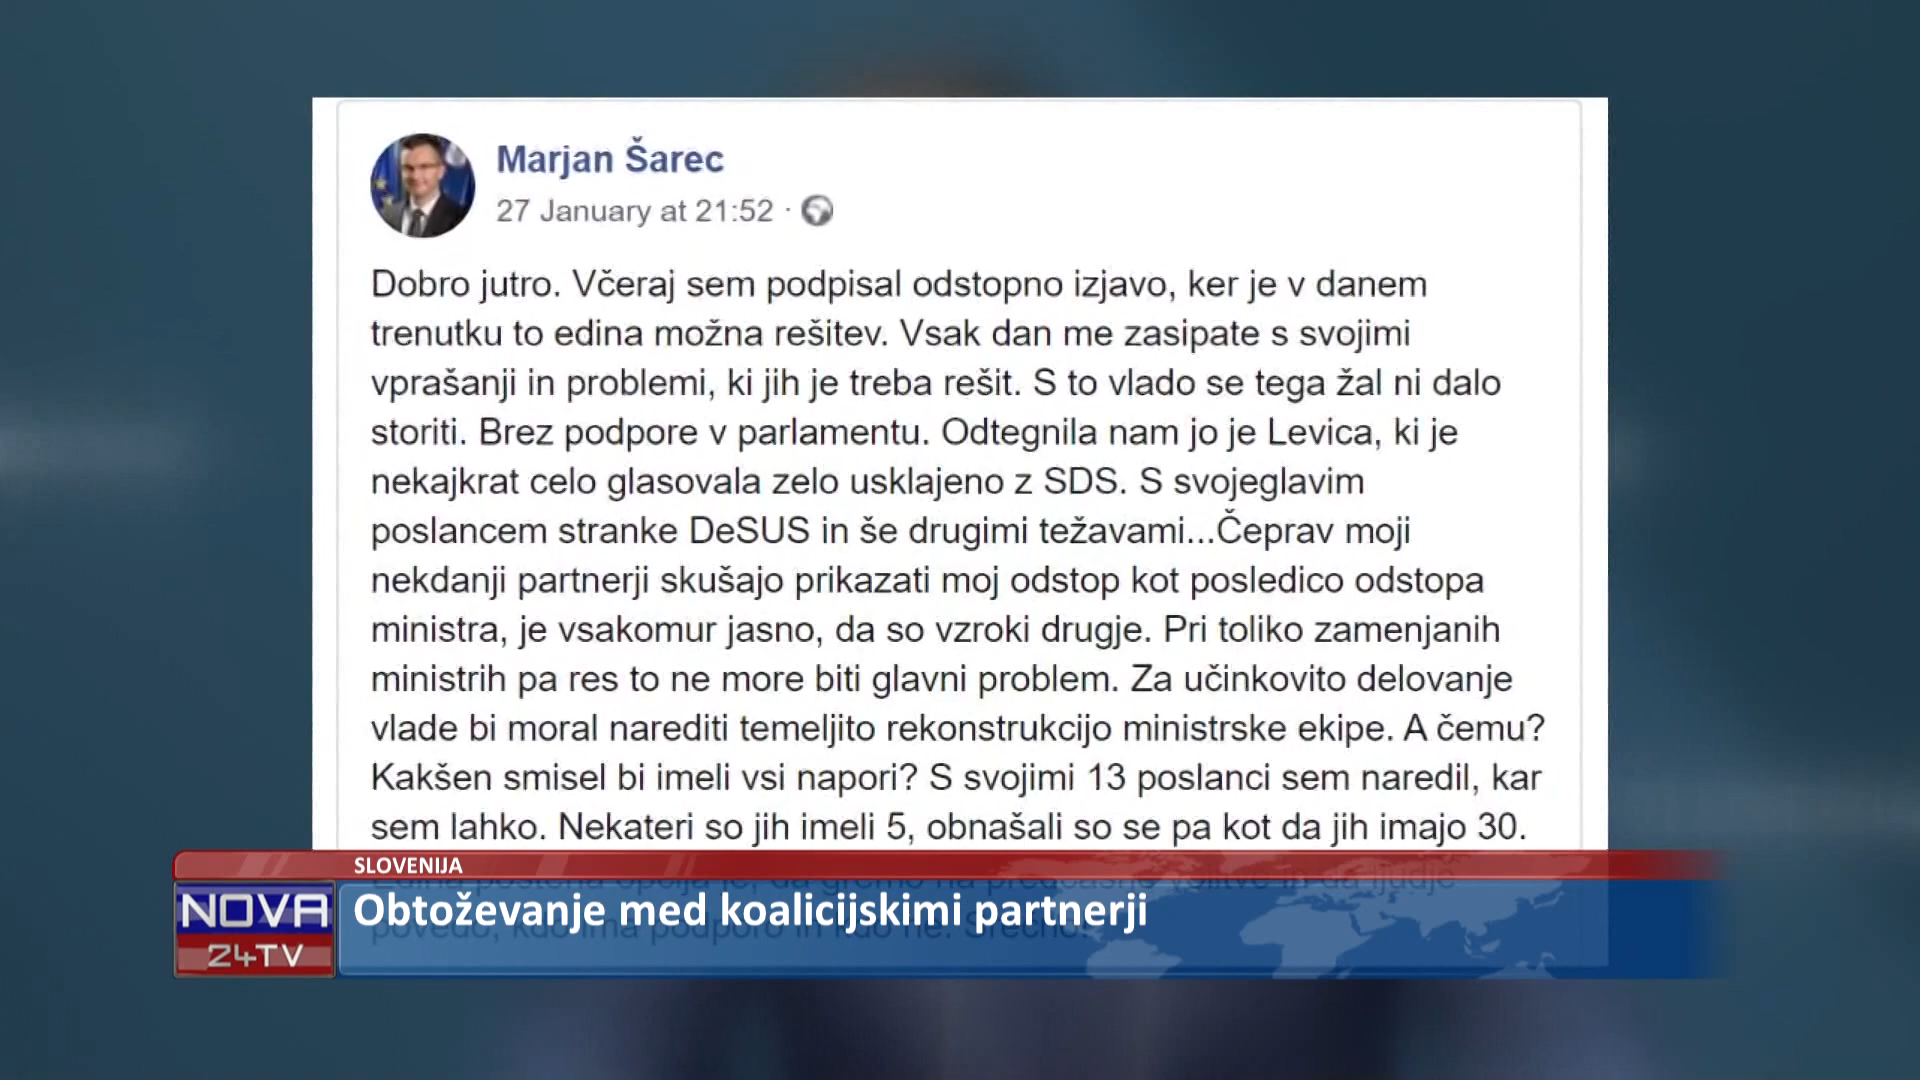 Marjan Šarec
27 January at 21:52 ·
Dobro jutro. Včeraj sem podpisal odstopno izjavo, ker je v danem
trenutku to edina možna rešitev. Vsak dan me zasipate s svojimi
vprašanji in problemi, ki jih je treba rešit. S to vlado se tega žal ni dalo
storiti. Brez podpore v parlamentu. Odtegnila nam jo je Levica, ki je
nekajkrat celo glasovala zelo usklajeno z SDS. S svojeglavim
poslancem stranke DeSUS in še drugimi težavami...Čeprav moji
nekdanji partnerji skušajo prikazati moj odstop kot posledico odstopa
ministra, je vsakomur jasno, da so vzroki drugje. Pri toliko zamenjanih
ministrih pa res to ne more biti glavni problem. Za učinkovito delovanje
vlade bi moral narediti temeljito rekonstrukcijo ministrske ekipe. A čemu?
Kakšen smisel bi imeli vsi napori? S svojimi 13 poslanci sem naredil, kar
sem lahko. Nekateri so jih imeli 5, obnašali so se pa kot da jih imajo 30.
SLOVENIJA
NOVA
24TV
Obtoževanje med koalicijskimi partnerji